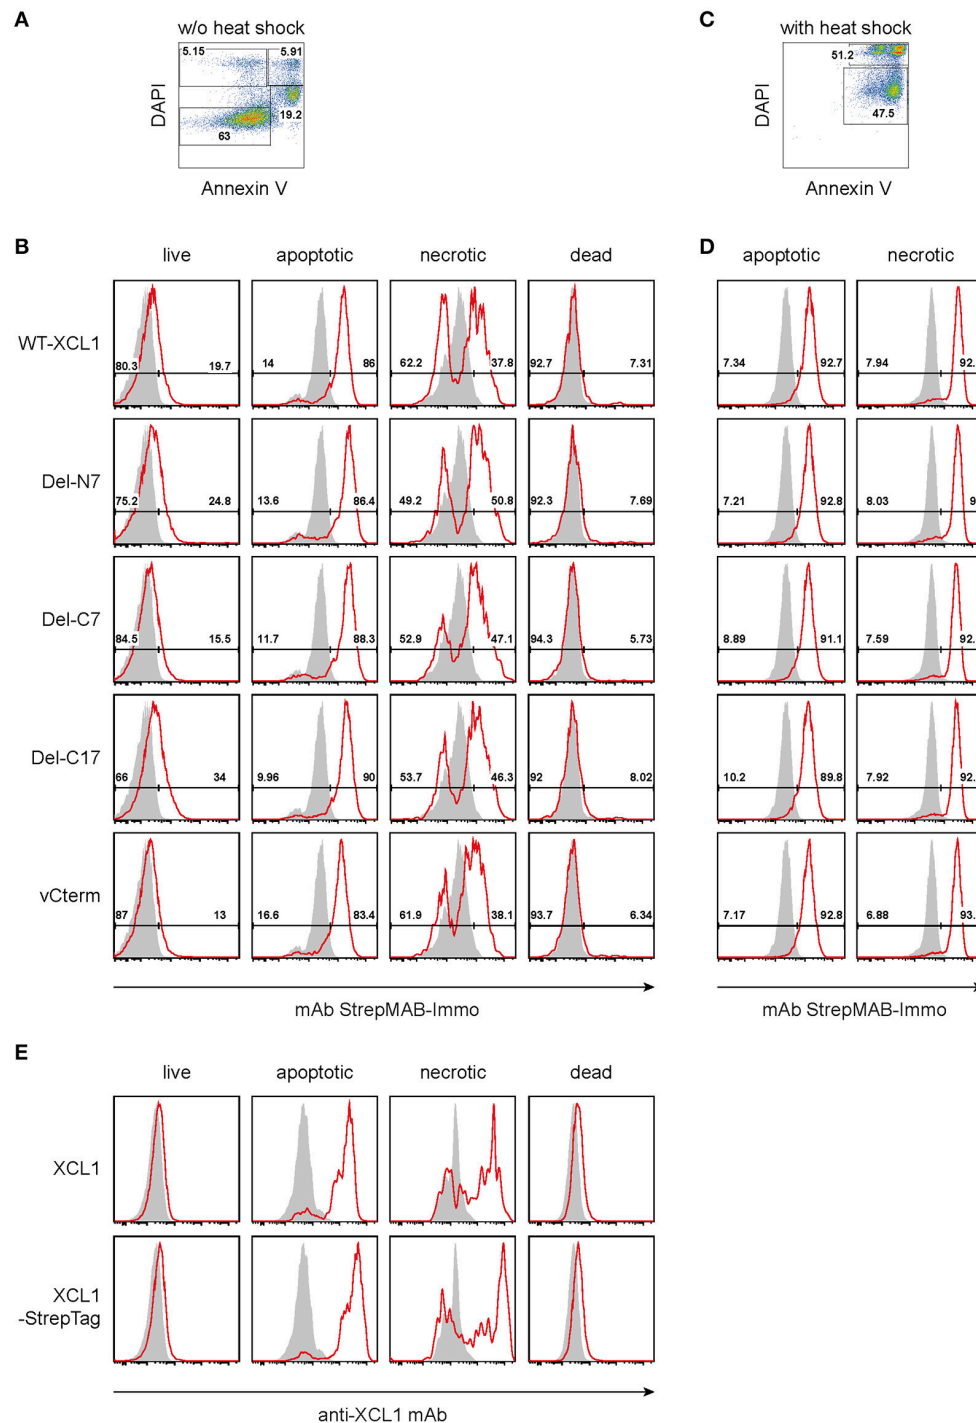 A
C
w/o heat shock
with heat shock
5.15 5.91
51.2
DAPI
DAPI
19.2
47.5
63
Annexin V
Annexin V
B
D
live apoptotic necrotic dead
apoptotic necrotic
WT-XCL1
80.3 19.7 14 86 62.2 37.8 92.7 7.31
7.34 92.7 7.94 92.
Del-N7
75.2 24.8 13.6 86.4 49.2 50.8 92.3 7.69
7.21 92.8 8.03 9
Del-C7
84.5 15.5 11.7 88.3 52.9 47.1 94.3 5.73
8.89 91.1 7.59 92.
Del-C17
66 34 9.96 90 53.7 46.3 92 8.02
10.2 89.8 7.92 92.
vCterm
87 13 16.6 83.4 61.9 38.1 93.7 6.34
7.17 92.8 6.88 93.
mAb StrepMAB-Immo
mAb StrepMAB-Immo
E
live apoptotic necrotic dead
XCL1
XCL1
-StrepTag
anti-XCL1 mAb